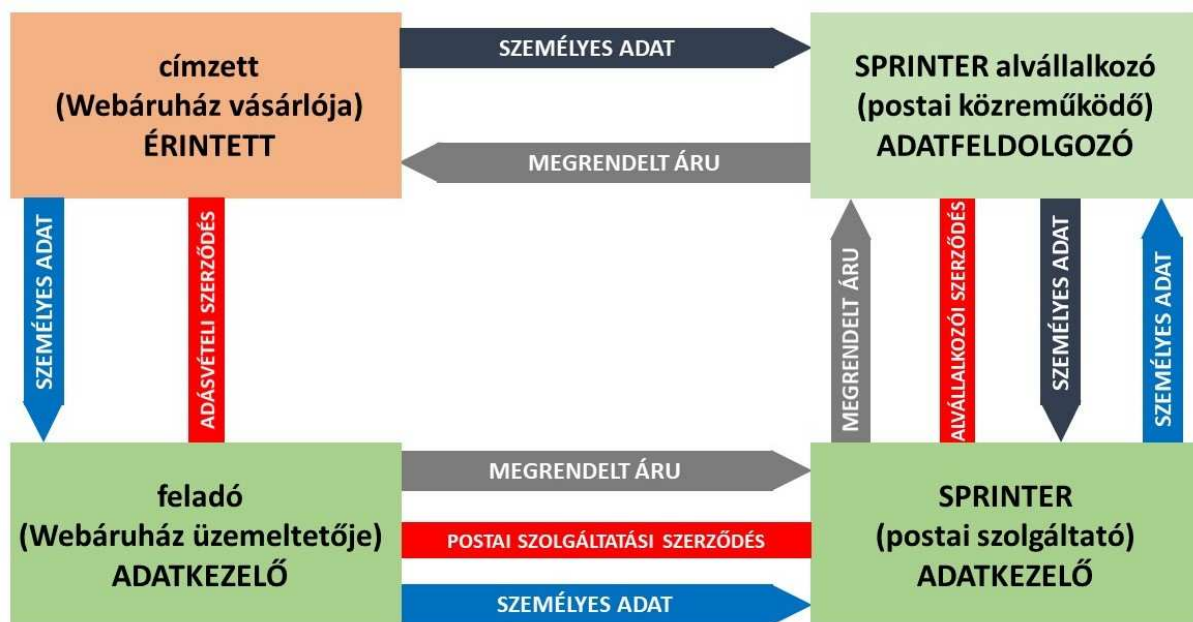 címzett
(Webáruház vásárlója)
ÉRINTETT
SZEMÉLYES ADAT
MEGRENDELT ÁRU
SPRINTER alvállalkozó
(postai közreműködő)
ADATFELDOLGOZÓ
SZEMÉLYES ADAT
ADÁSVÉTELI SZERZŐDÉS
MEGRENDELT ÁRU
ALVÁLLALKOZÓI SZERZŐDÉS
SZEMÉLYES ADAT
SZEMÉLYES ADAT
feladó
(Webáruház üzemeltetője)
ADATKEZELŐ
MEGRENDELT ÁRU
POSTAI SZOLGÁLTATÁSI SZERZŐDÉS
SZEMÉLYES ADAT
SPRINTER
(postai szolgáltató)
ADATKEZELŐ